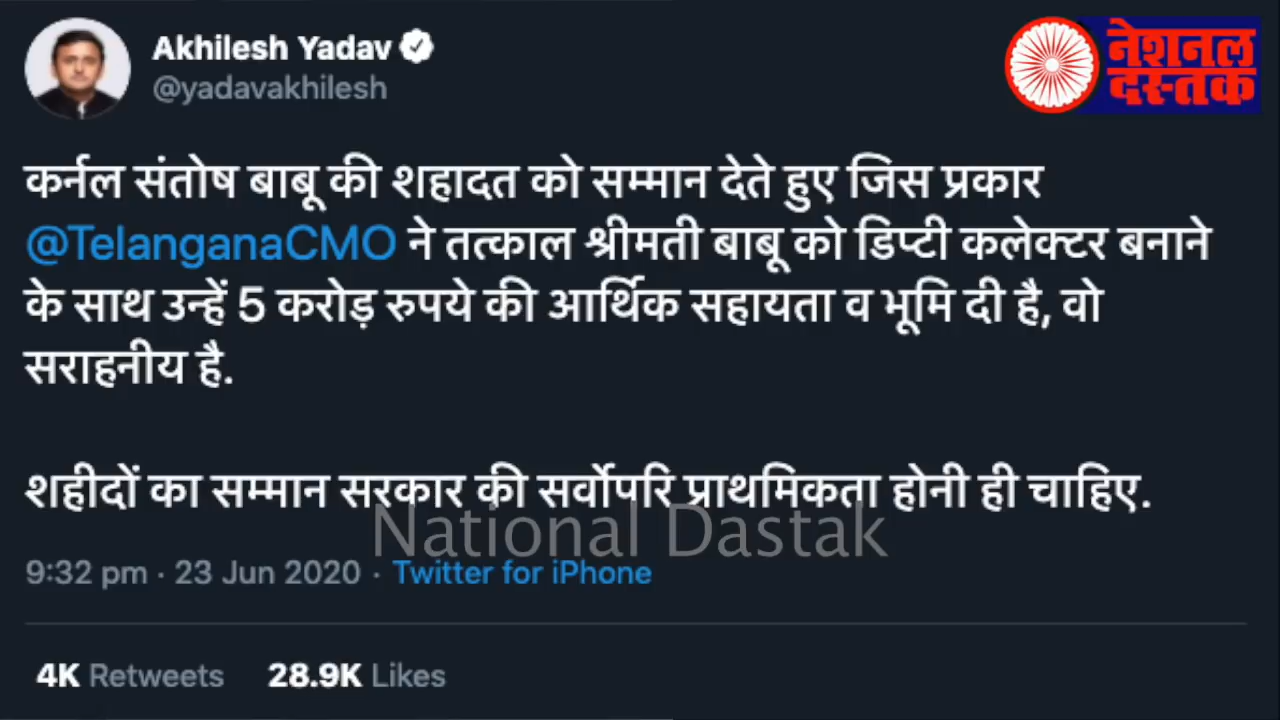 Akhilesh Yadav
@yadavakhilesh
नेशनल
दस्तक
कर्नल संतोष बाबू की शहादत को सम्मान देते हुए जिस प्रकार
@TelanganaCMO ने तत्काल श्रीमती बाबू को डिप्टी कलेक्टर बनाने
के साथ उन्हें 5 करोड़ रुपये की आर्थिक सहायता व भूमि दी है, वो
सराहनीय है.
शहीदों का सम्मान सरकार की सर्वोपरि प्राथमिकता होनी ही चाहिए.
National Dastak
9:32 pm · 23 Jun 2020 · Twitter for iPhone
4K Retweets 28.9K Likes